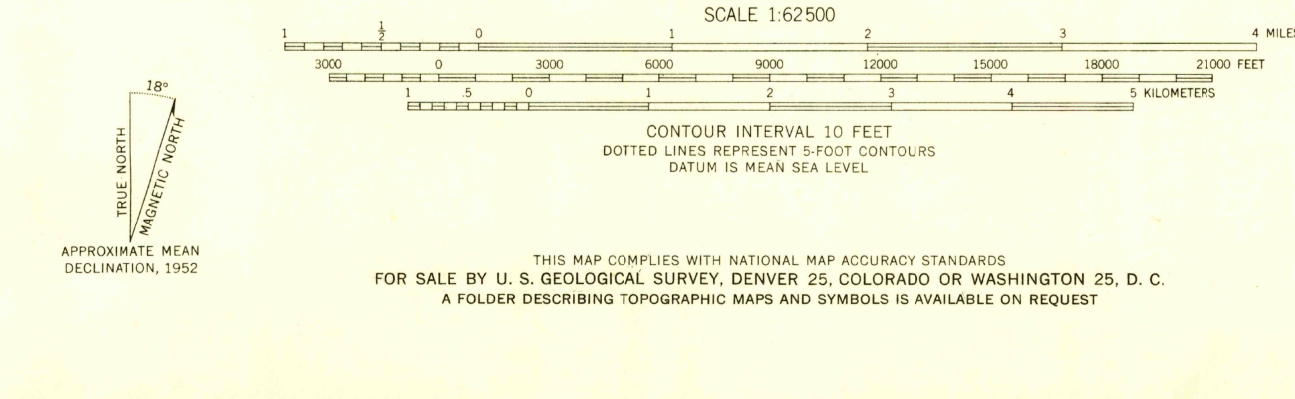 SCALE 1:62500
1 1/2 0 1 2 3 4 MILES
3000 0 3000 6000 9000 12000 15000 18000 21000 FEET
1 .5 0 1 2 3 4 5 KILOMETERS
CONTOUR INTERVAL 10 FEET
DOTTED LINES REPRESENT 5-FOOT CONTOURS
DATUM IS MEAN SEA LEVEL
18°
TRUE NORTH
MAGNETIC NORTH
APPROXIMATE MEAN
DECLINATION, 1952
THIS MAP COMPLIES WITH NATIONAL MAP ACCURACY STANDARDS
FOR SALE BY U. S. GEOLOGICAL SURVEY, DENVER 25, COLORADO OR WASHINGTON 25, D. C.
A FOLDER DESCRIBING TOPOGRAPHIC MAPS AND SYMBOLS IS AVAILABLE ON REQUEST